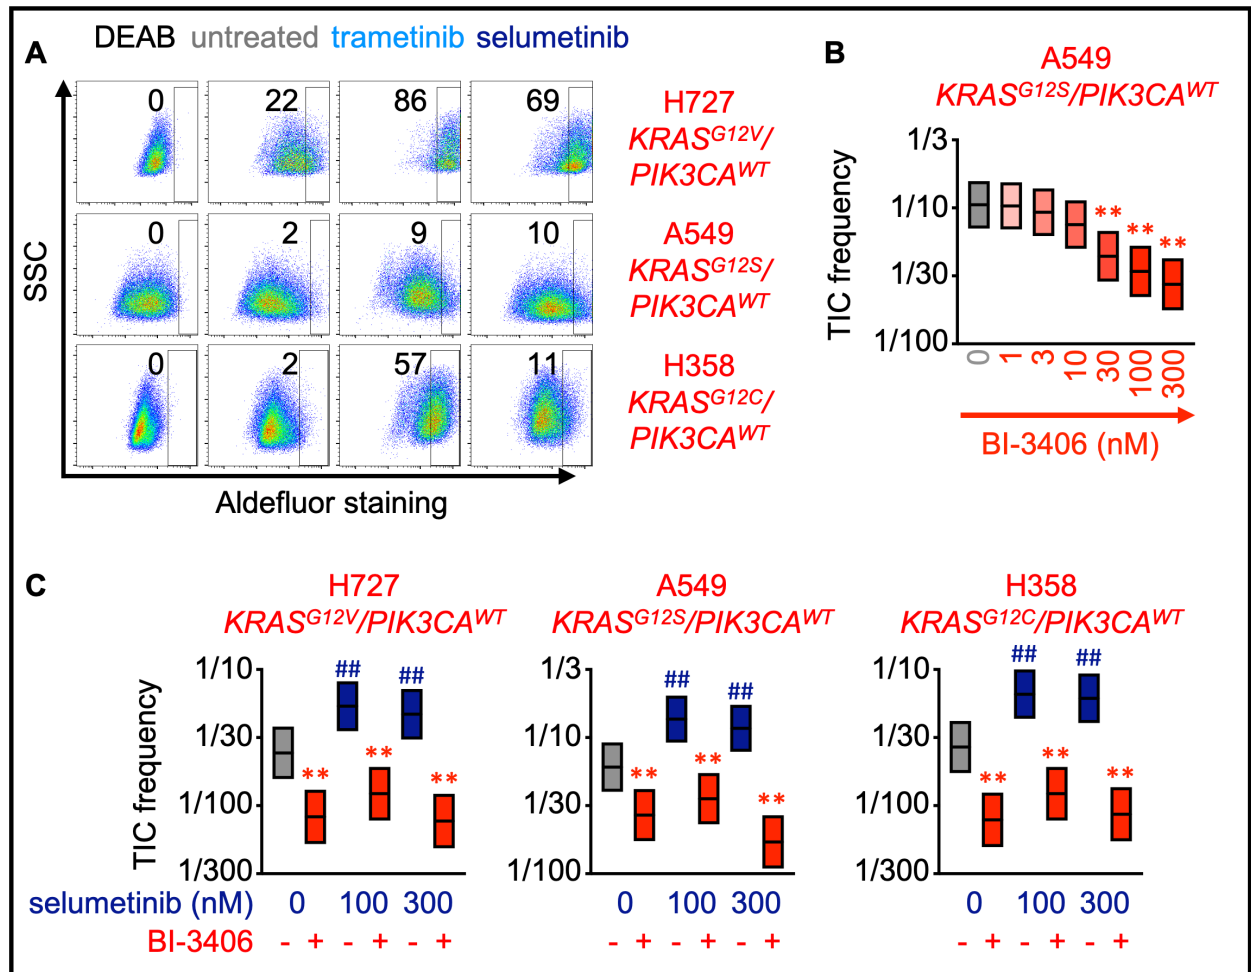 A
DEAB untreated trametinib selumetinib
0 22 86 69
H727
KRASG12V/
PIK3CAWT
0 2 9 10
A549
KRASG12S/
PIK3CAWT
0 2 57 11
H358
KRASG12C/
PIK3CAWT
SSC
Aldefluor staining
B
A549
KRASG12S/PIK3CAWT
TIC frequency
1/3
1/10
** ** **
1/30
1/100
0 1 3 10 30 100 300
BI-3406 (nM)
C
H727
KRASG12V/PIK3CAWT
TIC frequency
1/10
## ##
1/30
** ** **
1/100
1/300
A549
KRASG12S/PIK3CAWT
1/3
## ##
1/10
** ** **
1/30
1/100
H358
KRASG12C/PIK3CAWT
1/10
## ##
1/30
** ** **
1/100
1/300
selumetinib (nM) 0 100 300 0 100 300 0 100 300
BI-3406 - + - + - + - + - + - + - + - + - +